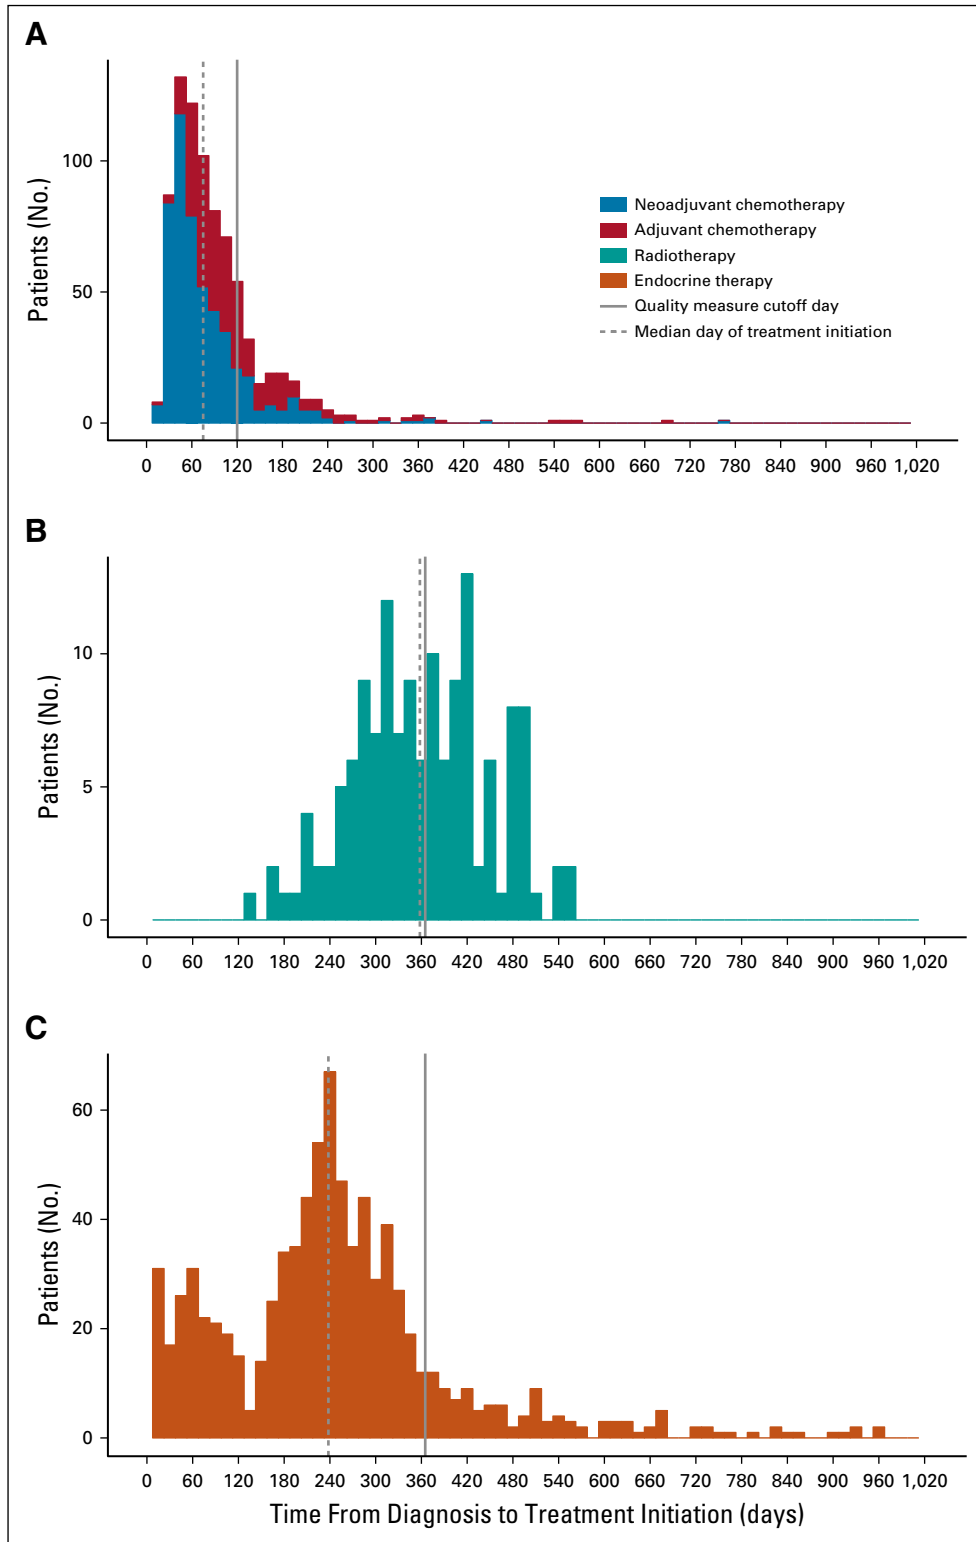 A
Patients (No.)
100
50
0
Neoadjuvant chemotherapy
Adjuvant chemotherapy
Radiotherapy
Endocrine therapy
Quality measure cutoff day
Median day of treatment initiation
0 60 120 180 240 300 360 420 480 540 600 660 720 780 840 900 960 1,020
B
Patients (No.)
10
5
0
0 60 120 180 240 300 360 420 480 540 600 660 720 780 840 900 960 1,020
C
Patients (No.)
60
40
20
0
0 60 120 180 240 300 360 420 480 540 600 660 720 780 840 900 960 1,020
Time From Diagnosis to Treatment Initiation (days)